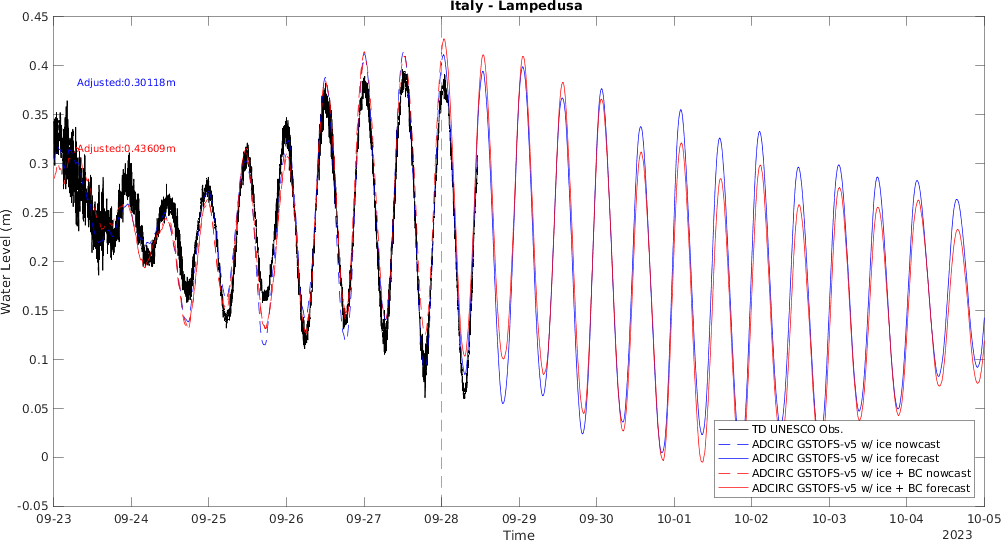 Italy - Lampedusa
0.45
0.4
0.35
0.3
0.25
0.2
0.15
0.1
0.05
0
-0.05
Water Level (m)
Adjusted:0.30118m
Adjusted:0.43609m
TD UNESCO Obs.
ADCIRC GSTOFS-v5 w/ ice nowcast
ADCIRC GSTOFS-v5 w/ ice forecast
ADCIRC GSTOFS-v5 w/ ice + BC nowcast
ADCIRC GSTOFS-v5 w/ ice + BC forecast
09-23 09-24 09-25 09-26 09-27 09-28 09-29 09-30 10-01 10-02 10-03 10-04 10-05
Time
2023